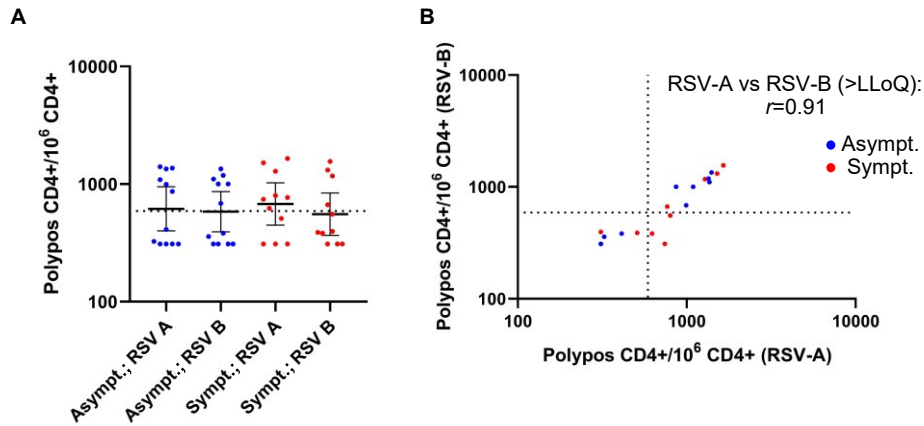 A
Polypos CD4+/10⁶ CD4+
10000
1000
100
Asympt.; RSV A
Asympt.; RSV B
Sympt.; RSV A
Sympt.; RSV B
B
Polypos CD4+/10⁶ CD4+ (RSV-B)
10000
1000
100
RSV-A vs RSV-B (>LLoQ):
r=0.91
Asympt.
Sympt.
100
1000
10000
Polypos CD4+/10⁶ CD4+ (RSV-A)